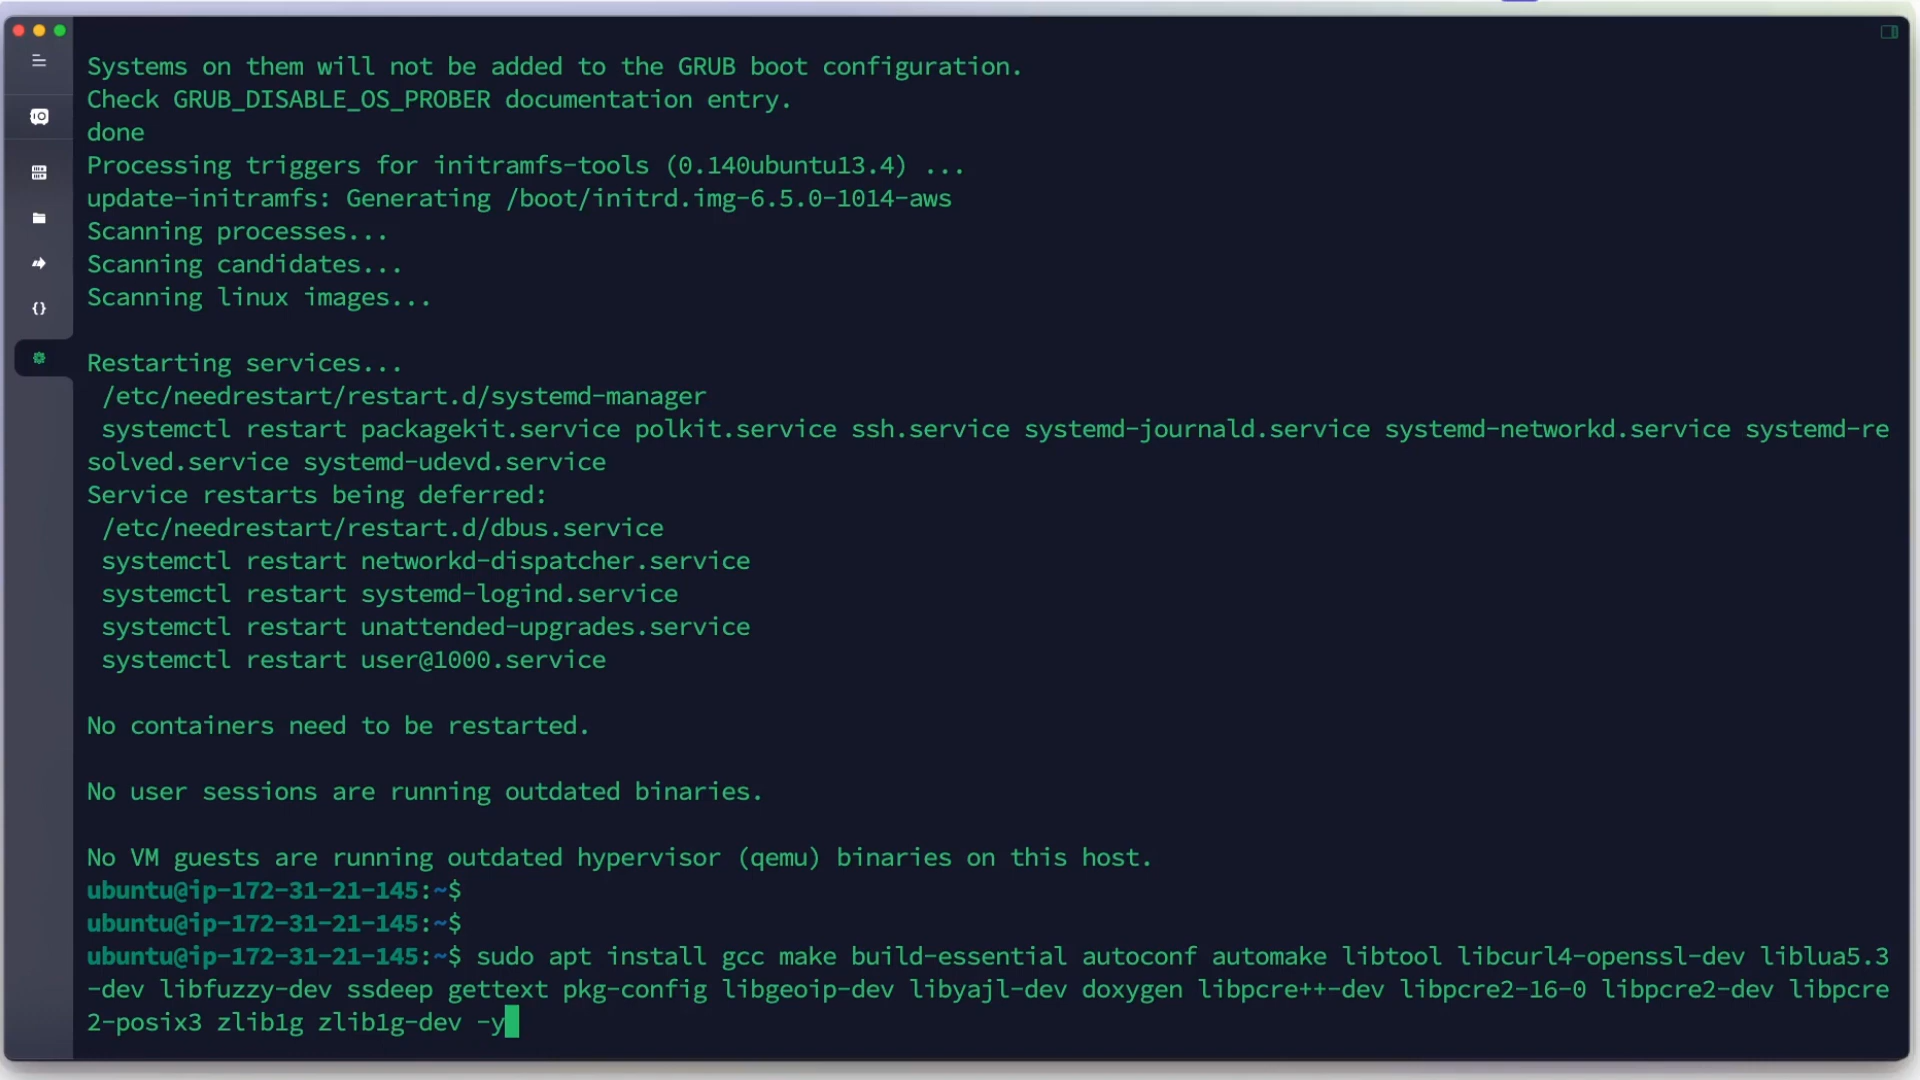 Systems on them will not be added to the GRUB boot configuration.
Check GRUB_DISABLE_OS_PROBER documentation entry.
done
Processing triggers for initramfs-tools (0.140ubuntu13.4) ...
update-initramfs: Generating /boot/initrd.img-6.5.0-1014-aws
Scanning processes...
Scanning candidates...
Scanning linux images...
Restarting services...
/etc/needrestart/restart.d/systemd-manager
systemctl restart packagekit.service polkit.service ssh.service systemd-journald.service systemd-networkd.service systemd-re
solved.service systemd-udevd.service
Service restarts being deferred:
/etc/needrestart/restart.d/dbus.service
systemctl restart networkd-dispatcher.service
systemctl restart systemd-logind.service
systemctl restart unattended-upgrades.service
systemctl restart user@1000.service
No containers need to be restarted.
No user sessions are running outdated binaries.
No VM guests are running outdated hypervisor (qemu) binaries on this host.
ubuntu@ip-172-31-21-145:~$
ubuntu@ip-172-31-21-145:~$
ubuntu@ip-172-31-21-145:~$ sudo apt install gcc make build-essential autoconf automake libtool libcurl4-openssl-dev liblua5.3
-dev libfuzzy-dev ssdeep gettext pkg-config libgeoip-dev libyajl-dev doxygen libpcre++-dev libpcre2-16-0 libpcre2-dev libpcre
2-posix3 zlib1g zlib1g-dev -y